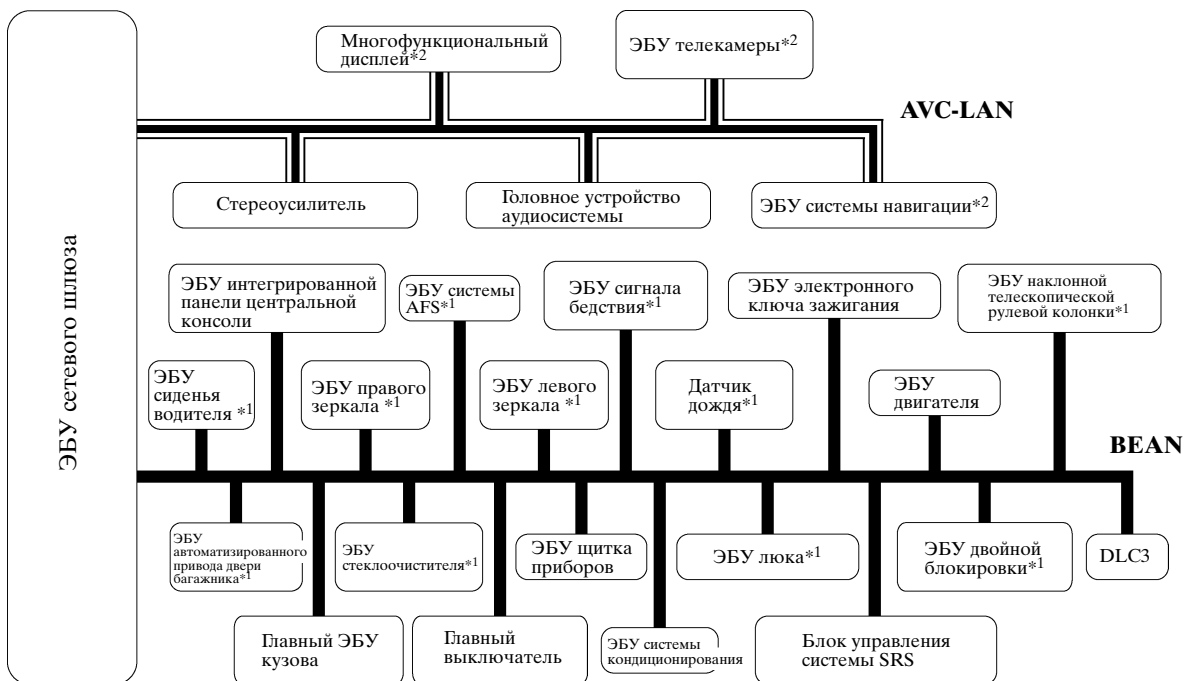 ЭБУ сетевого шлюза
Многофункциональный
дисплей*2
ЭБУ телекамеры*2
AVC-LAN
Стереоусилитель
Головное устройство
аудиосистемы
ЭБУ системы навигации*2
ЭБУ интегрированной
панели центральной
консоли
ЭБУ системы
AFS*1
ЭБУ сигнала
бедствия*1
ЭБУ электронного
ключа зажигания
ЭБУ наклонной
телескопической
рулевой колонки*1
ЭБУ
сиденья
водителя*1
ЭБУ правого
зеркала *1
ЭБУ левого
зеркала *1
Датчик
дождя*1
ЭБУ
двигателя
BEAN
ЭБУ
автоматизированного
привода двери
багажника*1
ЭБУ
стеклоочистителя*1
ЭБУ щитка
приборов
ЭБУ люка*1
ЭБУ двойной
блокировки*1
DLC3
Главный ЭБУ
кузова
Главный
выключатель
ЭБУ системы
кондиционирования
Блок управления
системы SRS